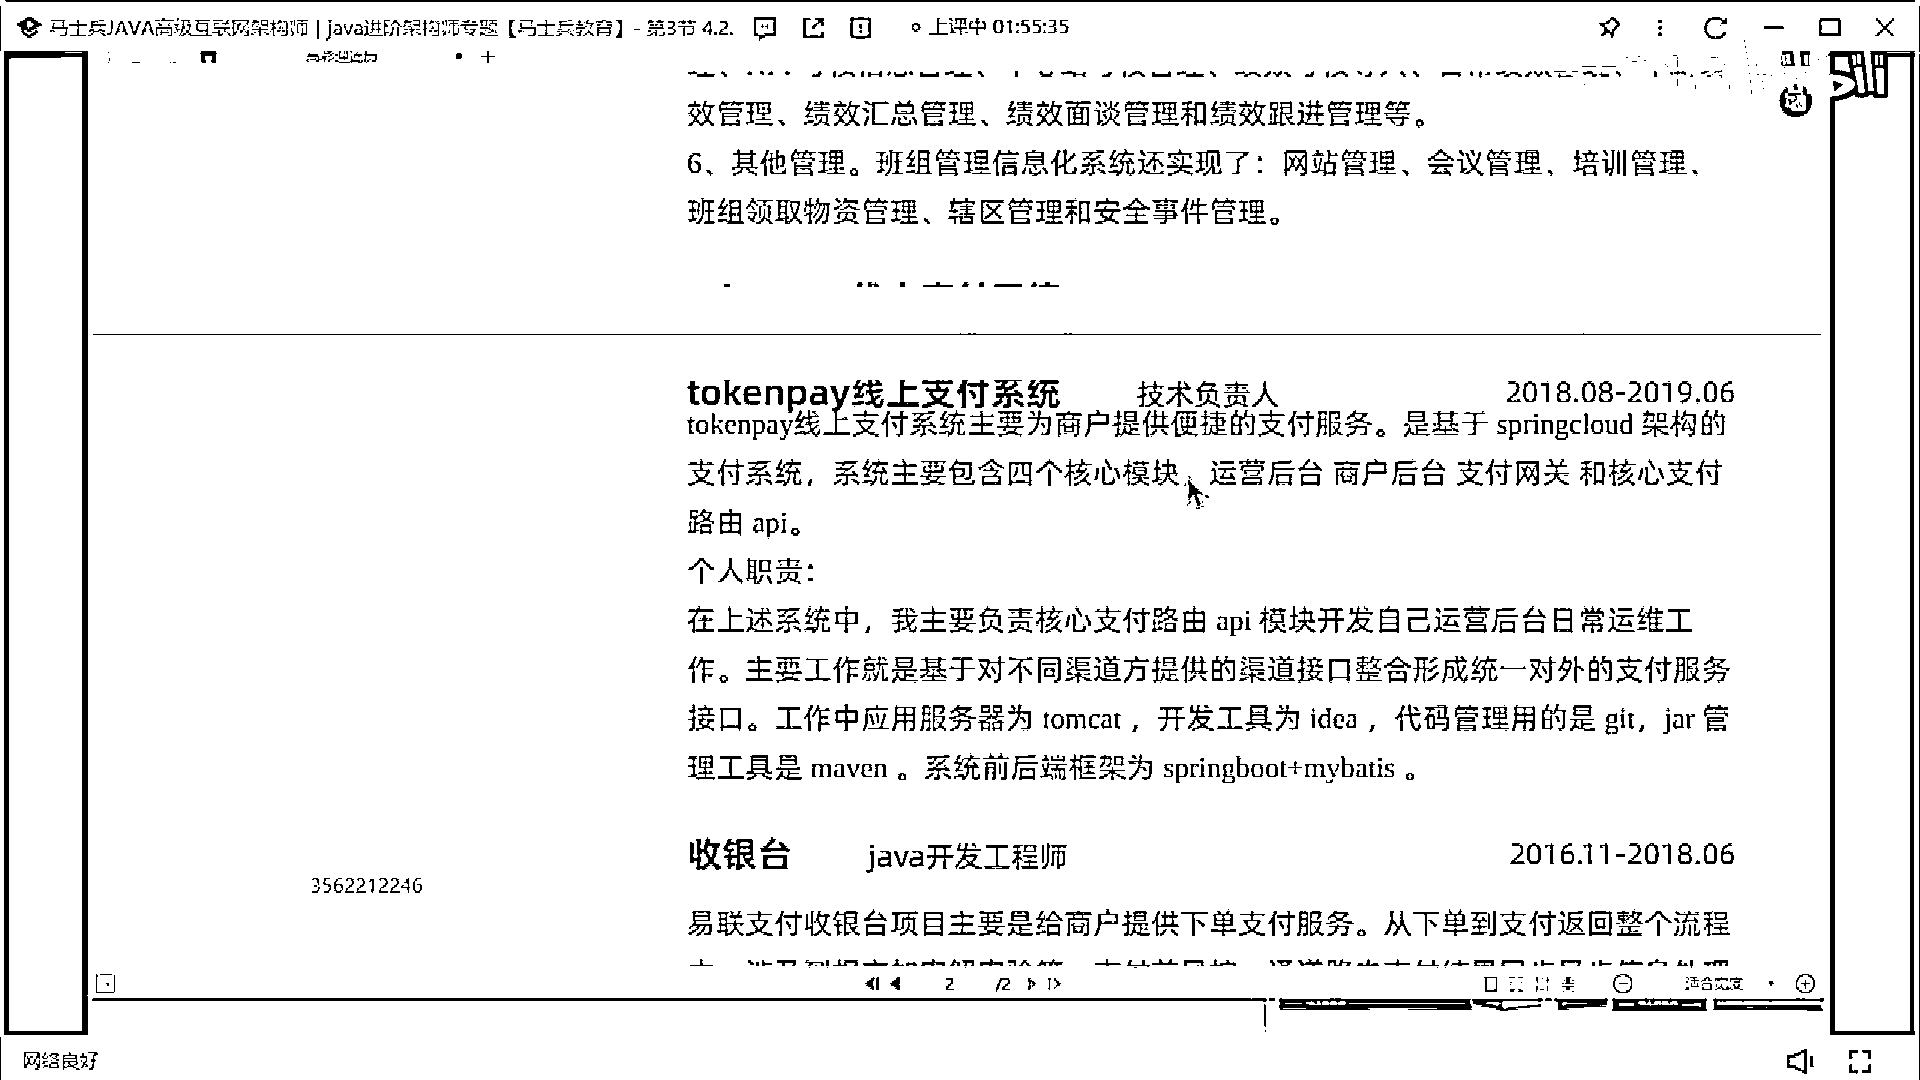 马士兵JAVA高级互联网架构师 | java进阶架构师专题【马士兵教育】- 第3节 4.2.
上课中 01:55:35
效管理、绩效汇总管理、绩效面谈管理和绩效跟进管理等。
6、其他管理。班组管理信息化系统还实现了：网站管理、会议管理、培训管理、
班组领取物资管理、辖区管理和安全事件管理。
tokenpay线上支付系统 技术负责人 2018.08-2019.06
tokenpay线上支付系统主要为商户提供便捷的支付服务。是基于 springcloud 架构的
支付系统，系统主要包含四个核心模块、运营后台 商户后台 支付网关 和核心支付
路由 api。
个人职责：
在上述系统中，我主要负责核心支付路由 api 模块开发自己运营后台日常运维工
作。主要工作就是基于对不同渠道方提供的渠道接口整合形成统一对外的支付服务
接口。工作中应用服务器为 tomcat ，开发工具为 idea ，代码管理用的是 git，jar 管
理工具是 maven 。系统前后端框架为 springboot+mybatis 。
收银台 java开发工程师 2016.11-2018.06
3562212246
易联支付收银台项目主要是给商户提供下单支付服务。从下单到支付返回整个流程
2 /2
适合宽度
网络良好